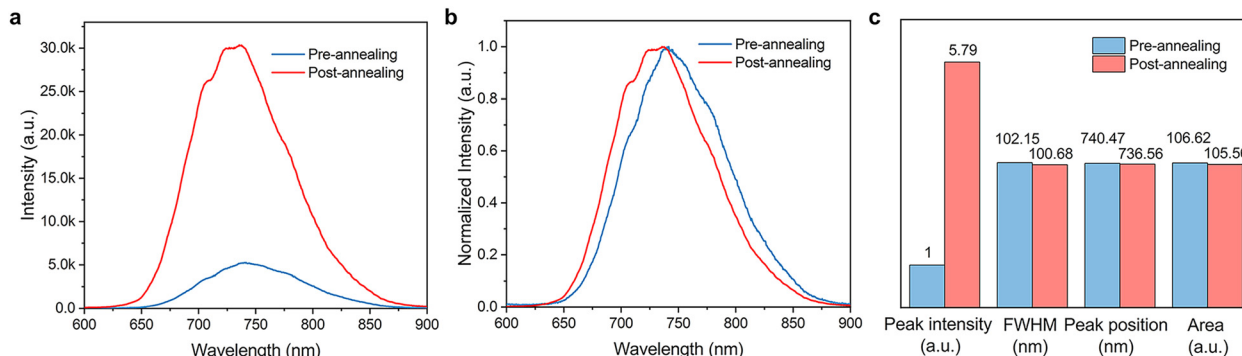 a
30.0k
25.0k
20.0k
15.0k
10.0k
5.0k
0.0
Intensity (a.u.)
Pre-annealing
Post-annealing
600 650 700 750 800 850 900
Wavelength (nm)
b
1.0
0.8
0.6
0.4
0.2
0.0
Normalized Intensity (a.u.)
Pre-annealing
Post-annealing
600 650 700 750 800 850 900
Wavelength (nm)
c
Pre-annealing
Post-annealing
1
5.79
102.15
100.68
740.47
736.56
106.62
Peak intensity
(a.u.)
FWHM
(nm)
Peak position
(nm)
Area
(a.u.)